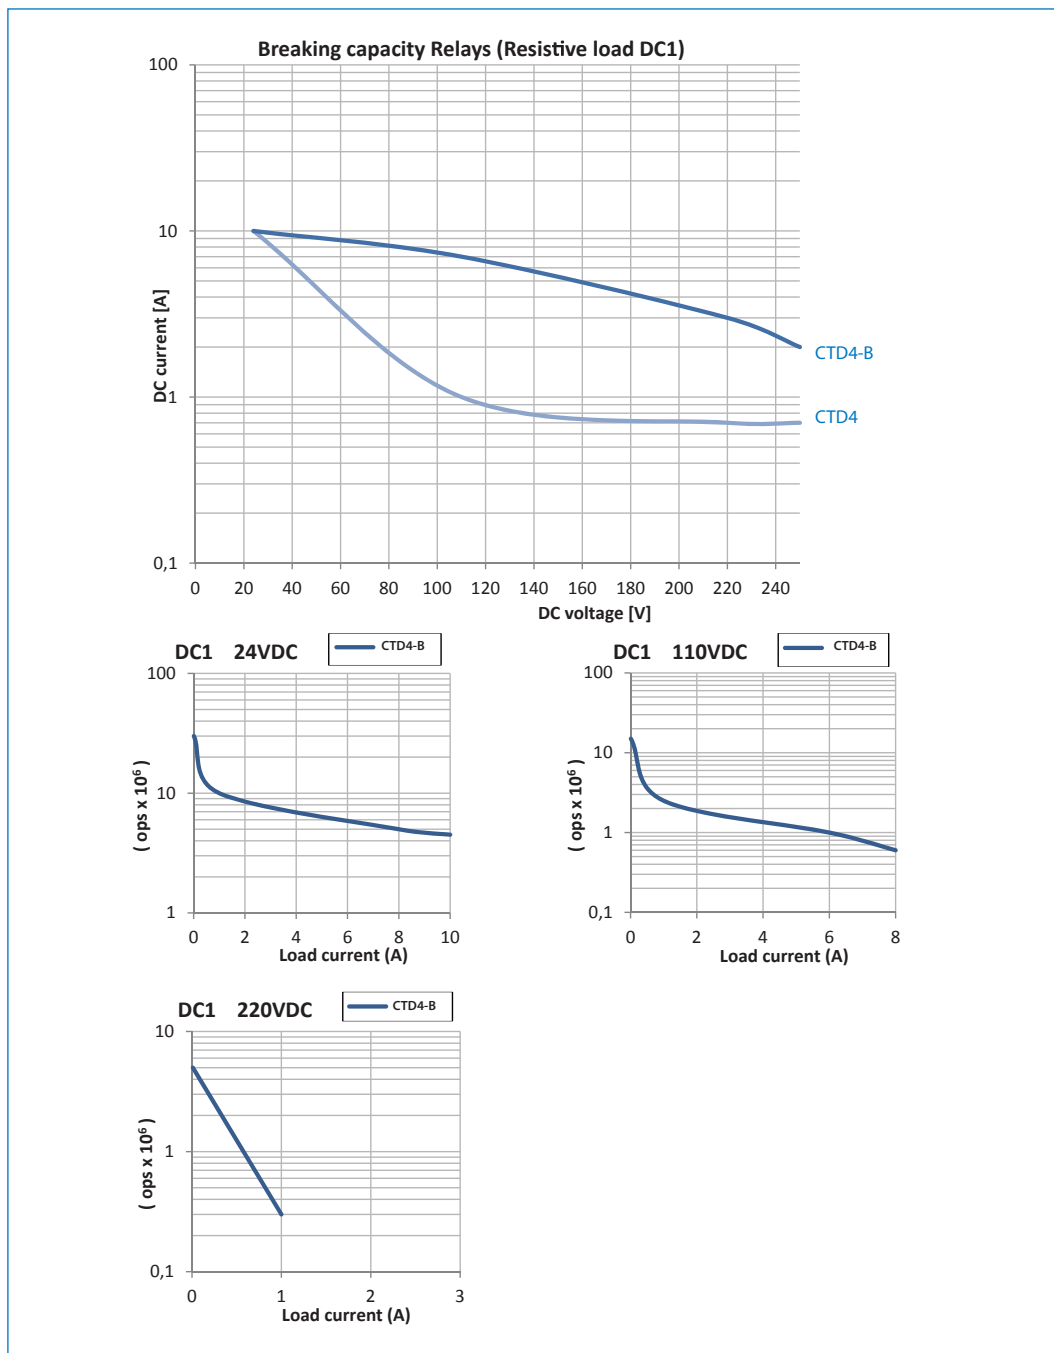 Breaking capacity Relays (Resistive load DC1)
100
10
1
0,1
DC current [A]
0 20 40 60 80 100 120 140 160 180 200 220 240
DC voltage [V]
CTD4-B
CTD4
DC1 24VDC
CTD4-B
100
10
1
( ops x 10⁶ )
0 2 4 6 8 10
Load current (A)
DC1 110VDC
CTD4-B
100
10
1
0,1
( ops x 10⁶ )
0 2 4 6 8
Load current (A)
DC1 220VDC
CTD4-B
10
1
0,1
( ops x 10⁶ )
0 1 2 3
Load current (A)